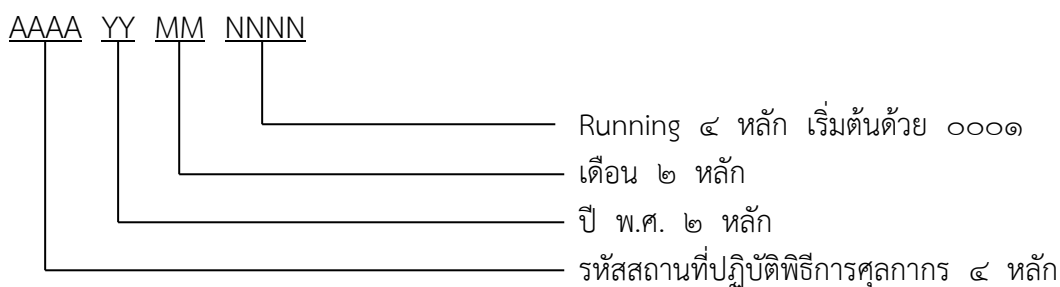 AAAA YY MM NNNN
Running ๔ หลัก เริ่มต้นด้วย ๐๐๐๑
เดือน ๒ หลัก
ปี พ.ศ. ๒ หลัก
รหัสสถานที่ปฏิบัติพิธีการศุลกากร ๔ หลัก